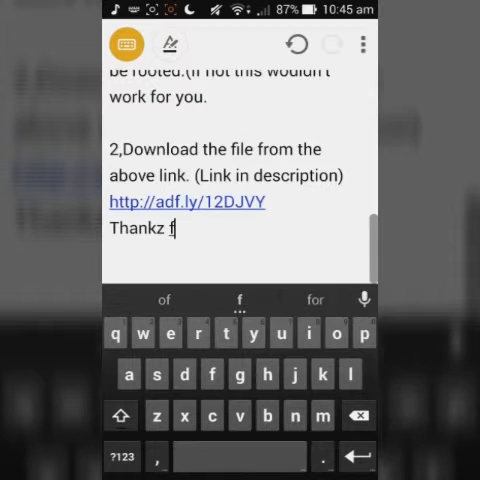 87% 10:45 am
be rooted.(if not this wouldn't
work for you.
2,Download the file from the
above link. (Link in description)
http://adf.ly/12DJVY
Thankz f
of f for
q w e r t y u i o p
a s d f g h j k l
z x c v b n m
?123 , .